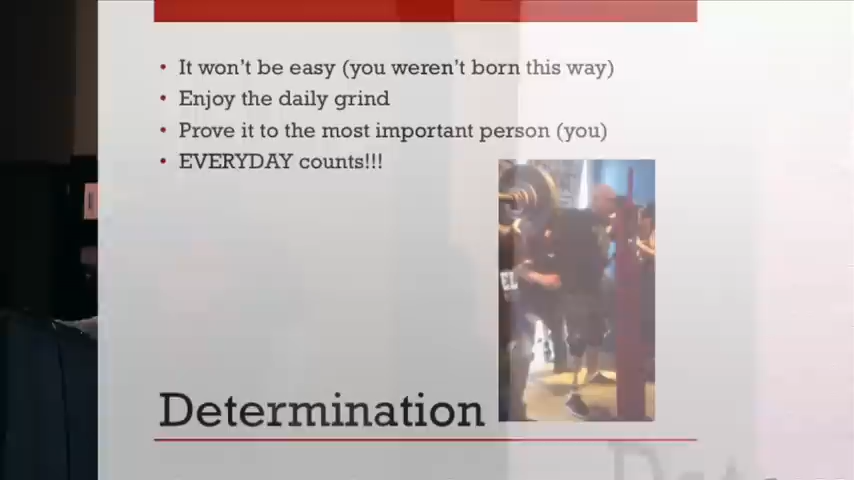 It won't be easy (you weren't born this way)
Enjoy the daily grind
Prove it to the most important person (you)
EVERYDAY counts!!!
Determination